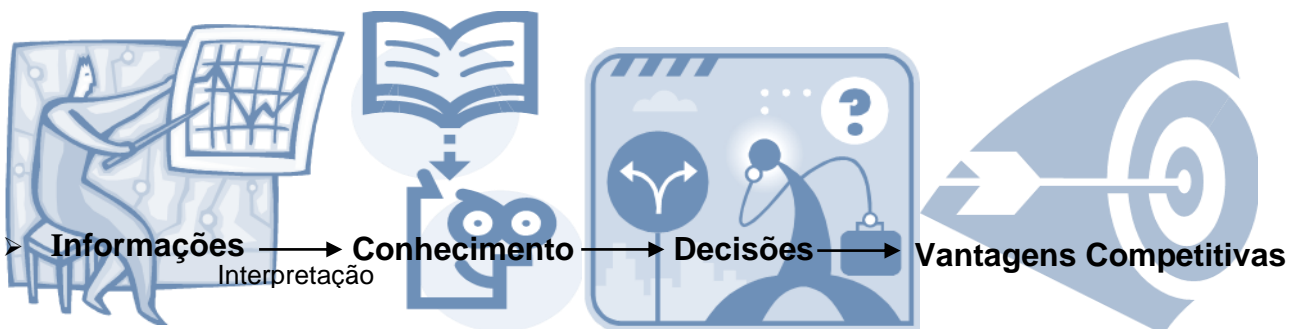 ➢ Informações → Conhecimento → Decisões → Vantagens Competitivas
Interpretação
?